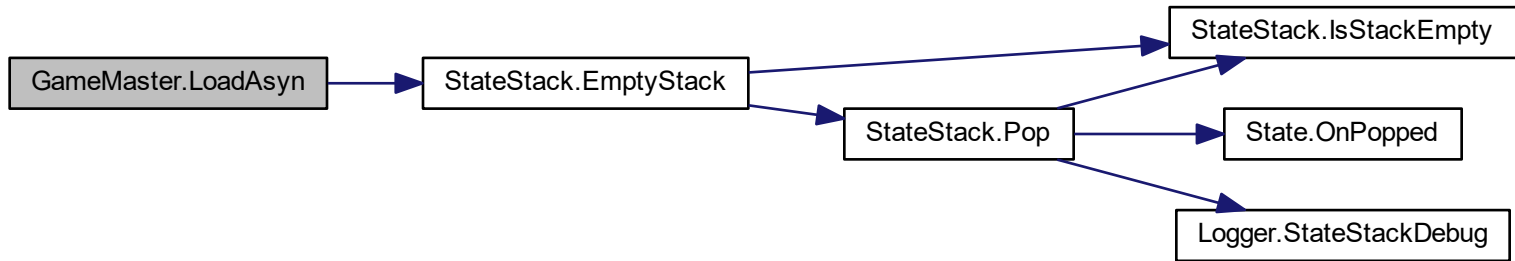 GameMaster.LoadAsyn
StateStack.EmptyStack
StateStack.IsStackEmpty
StateStack.Pop
State.OnPopped
Logger.StateStackDebug